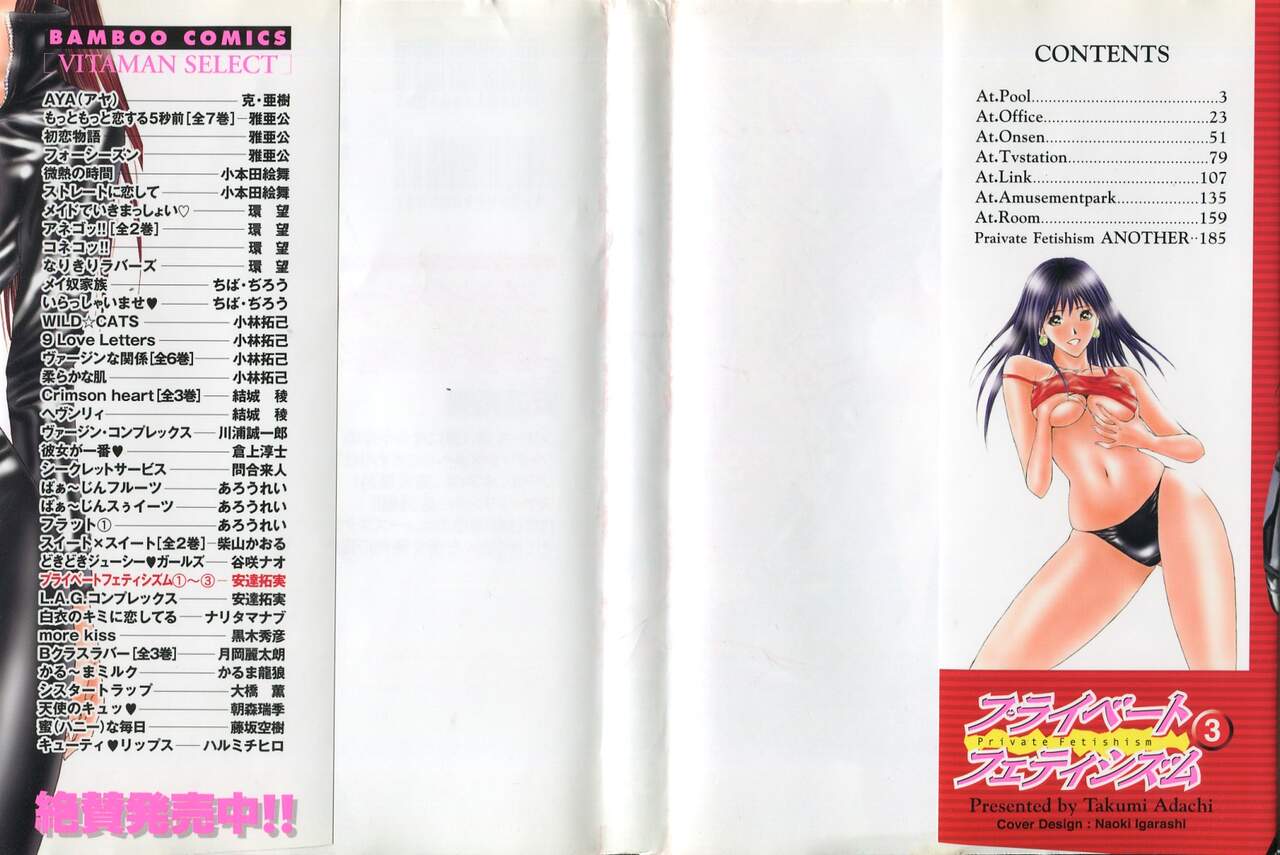 BAMBOO COMICS
VITAMAN SELECT
AYA(アヤ) 克・亜樹
もっともっと恋する5秒前[全7巻] 雅亜公
初恋物語 雅亜公
フォーシーズン 雅亜公
微熱の時間 小本田絵舞
ストレートに恋して 小本田絵舞
メイドでいきまっしょい♡ 環 望
アネゴッ!![全2巻] 環 望
コネコッ!! 環 望
なりきりラバーズ 環 望
メイ奴家族 ちば・ぢろう
いらっしゃいませ♥ ちば・ぢろう
WILD☆CATS 小林拓己
9 Love Letters 小林拓己
ヴァージンな関係[全6巻] 小林拓己
柔らかな肌 小林拓己
Crimson heart[全3巻] 結城 稜
ヘヴンリィ 結城 稜
ヴァージン・コンプレックス 川浦誠一郎
彼女が一番♥ 倉上淳士
シークレットサービス 問合来人
ばぁ〜じんフルーツ あろうれい
ばぁ〜じんスぅイーツ あろうれい
フラット① あろうれい
スイート×スイート[全2巻] 柴山かおる
どきどきジューシー♥ガールズ 谷咲ナオ
プライベートフェティシズム①〜③ 安達拓実
L.A.G.コンプレックス 安達拓実
白衣のキミに恋してる ナリタマナブ
more kiss 黒木秀彦
Bクラスラバー[全3巻] 月岡麗太朗
かる〜まミルク かるま龍狼
シスタートラップ 大橋 薫
天使のキュッ♥ 朝森瑞季
蜜(ハニー)な毎日 藤坂空樹
キューティ♥リップス ハルミチヒロ
絶賛発売中!!
CONTENTS
At.Pool 3
At.Office 23
At.Onsen 51
At.Tvstation 79
At.Link 107
At.Amusementpark 135
At.Room 159
Praivate Fetishism ANOTHER 185
プライベート
Private Fetishism
フェティシズム
3
Presented by Takumi Adachi
Cover Design : Naoki Igarashi